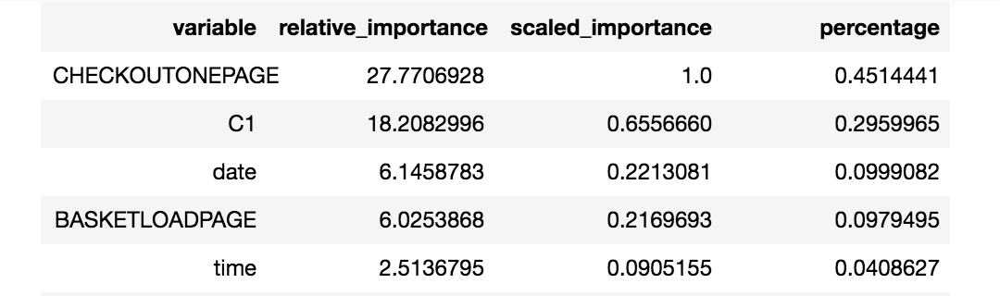 variable relative_importance scaled_importance percentage
CHECKOUTONEPAGE 27.7706928 1.0 0.4514441
C1 18.2082996 0.6556660 0.2959965
date 6.1458783 0.2213081 0.0999082
BASKETLOADPAGE 6.0253868 0.2169693 0.0979495
time 2.5136795 0.0905155 0.0408627